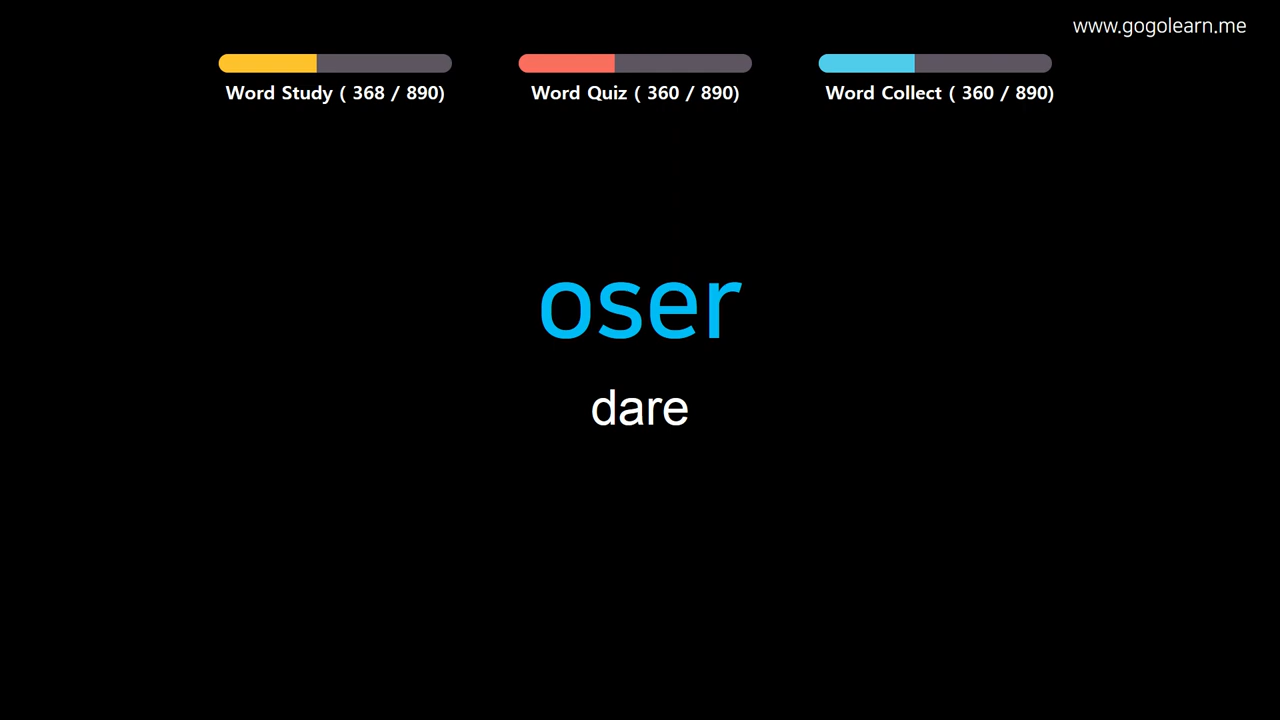 www.gogolearn.me
Word Study ( 368 / 890)
Word Quiz ( 360 / 890)
Word Collect ( 360 / 890)
oser
dare